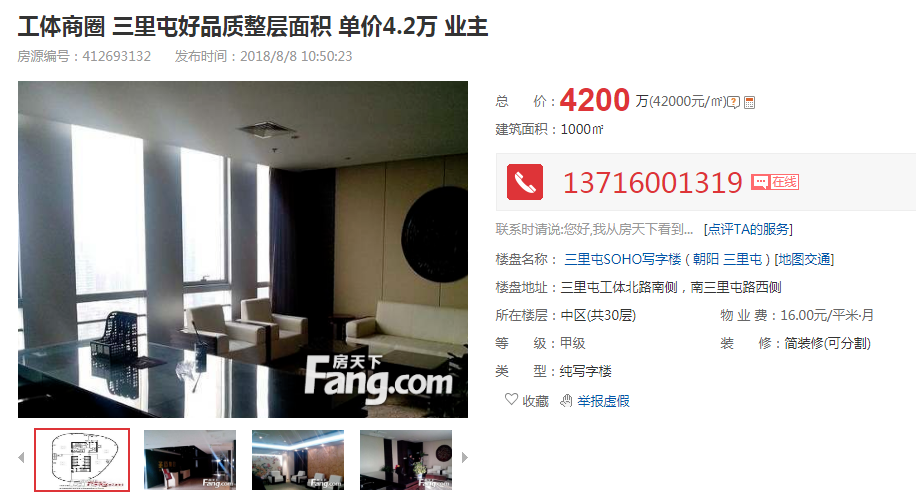 工体商圈 三里屯好品质整层面积 单价4.2万 业主
房源编号：412693132 发布时间：2018/8/8 10:50:23
总 价：4200 万(42000元/㎡)
建筑面积：1000㎡
13716001319 在线
联系时请说:您好,我从房天下看到... [点评TA的服务]
楼盘名称： 三里屯SOHO写字楼 ( 朝阳 三里屯 ) [地图交通]
楼盘地址：三里屯工体北路南侧，南三里屯路西侧
所在楼层：中区(共30层) 物 业 费：16.00元/平米·月
等 级：甲级 装 修：简装修(可分割)
类 型：纯写字楼
收藏 举报虚假
房天下
Fang.com
Fang.com
Fang.com
Fang.com